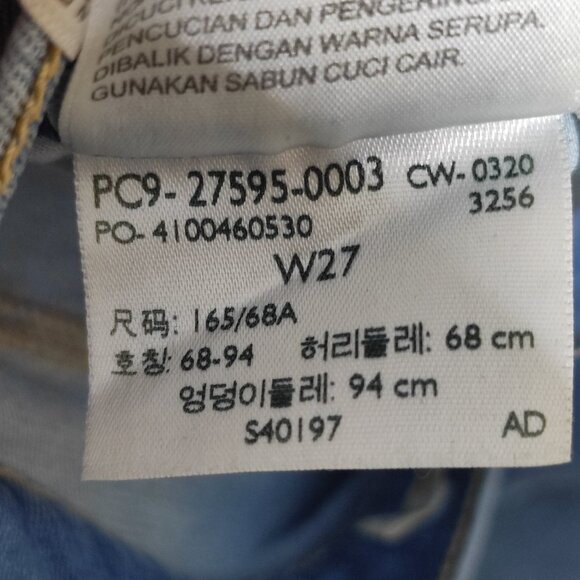 PENCUCIAN DAN PENGERING
DIBALIK DENGAN WARNA SERUPA.
GUNAKAN SABUN CUCI CAIR.
PC9- 27595-0003 CW- 0320
3256
PO- 4100460530
W27
尺码: 165/68A
호칭: 68-94 허리둘레: 68 cm
엉덩이둘레: 94 cm
S40197 AD